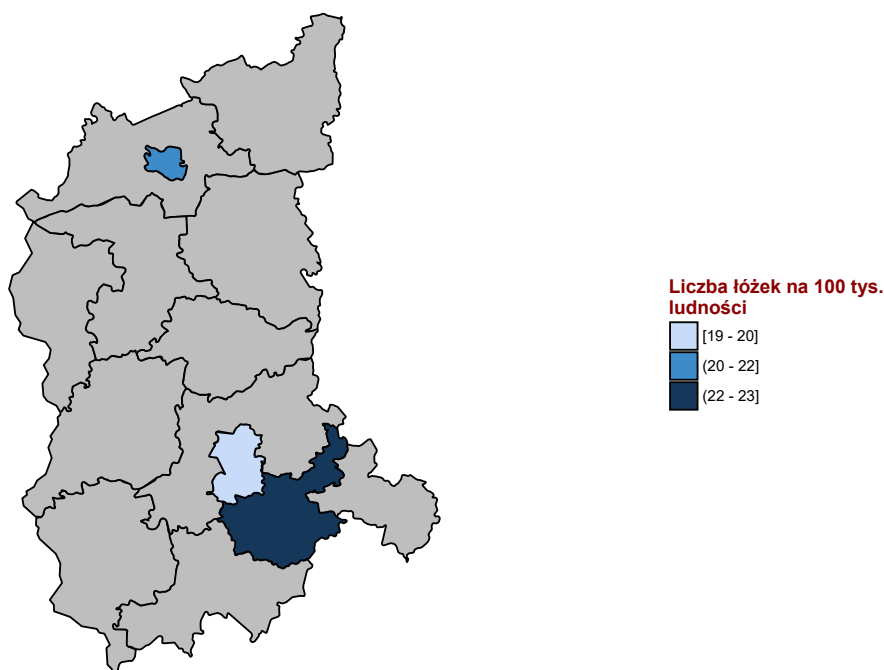 Liczba łóżek na 100 tys.
ludności
[19 - 20]
(20 - 22]
(22 - 23]